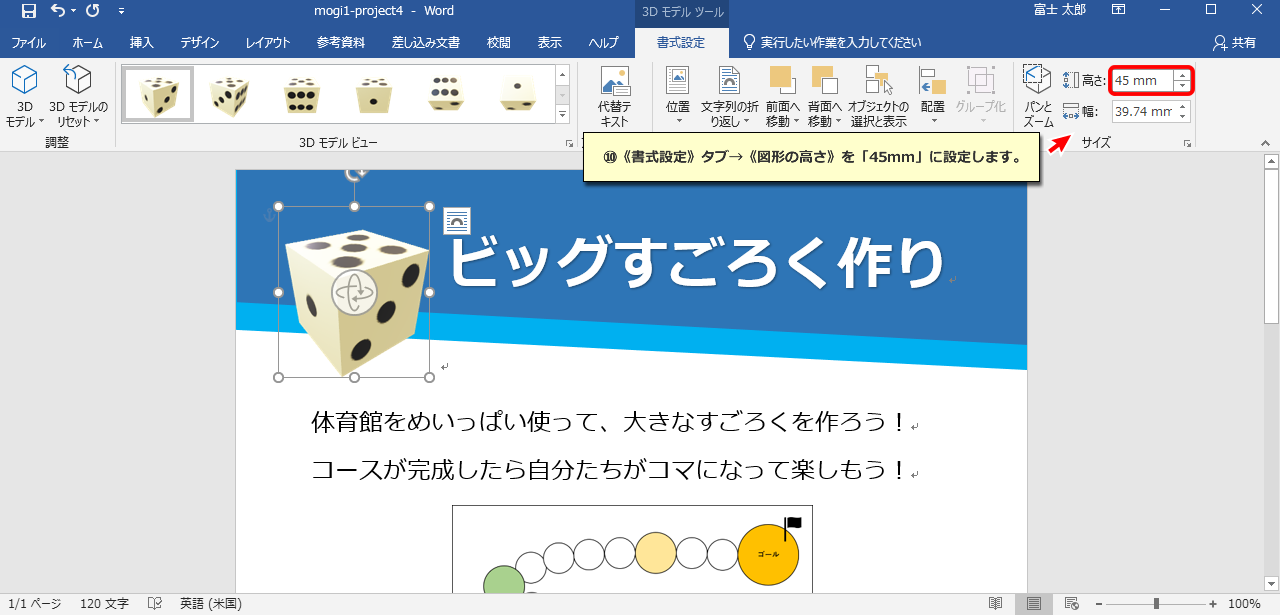 mogi1-project4 - Word
3D モデル ツール
富士 太郎
ファイル ホーム 挿入 デザイン レイアウト 参考資料 差し込み文書 校閲 表示 ヘルプ 書式設定 実行したい作業を入力してください 共有
3D
モデル
3D モデルの
リセット
調整
3D モデル ビュー
代替テ
キスト
位置
文字列の折
り返し
前面へ
移動
背面へ
移動
オブジェクトの
選択と表示
配置
グループ化
パンと
ズーム
高さ: 45 mm
幅: 39.74 mm
サイズ
⑩《書式設定》タブ→《図形の高さ》を「45mm」に設定します。
ビッグすごろく作り
体育館をめいっぱい使って、大きなすごろくを作ろう！
コースが完成したら自分たちがコマになって楽しもう！
ゴール
1/1 ページ 120 文字 英語 (米国)
100%